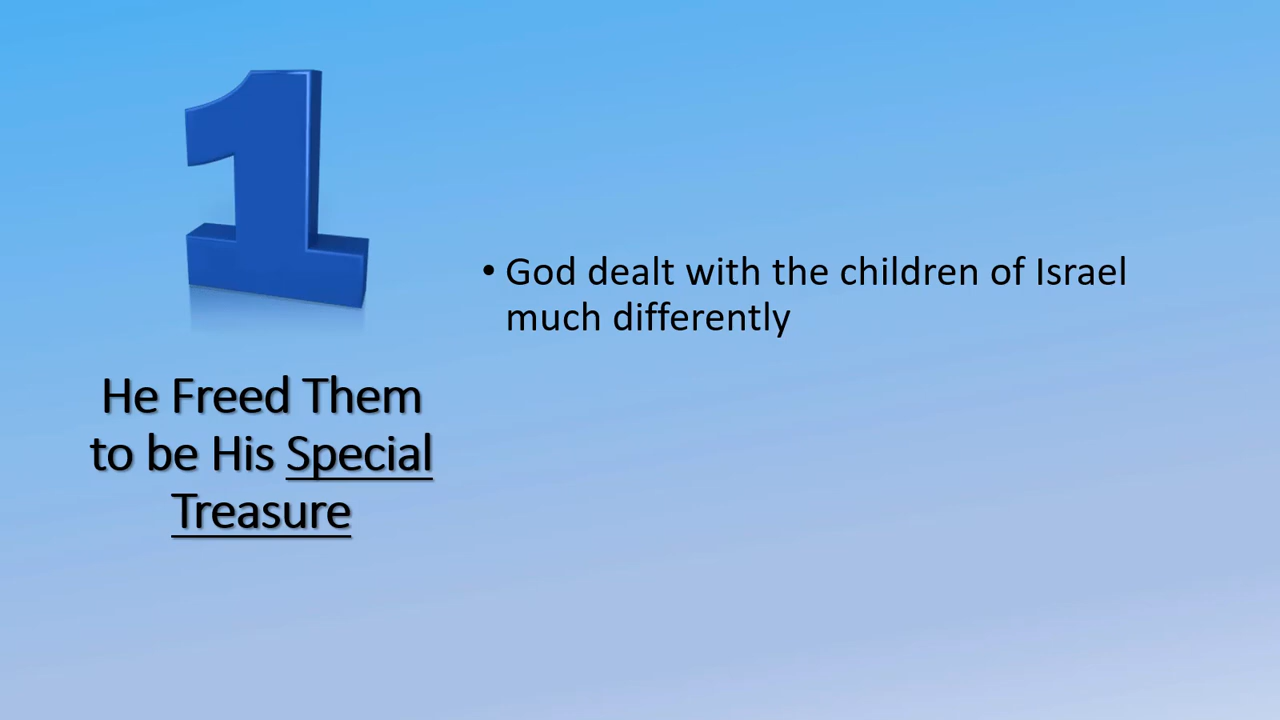 1
He Freed Them
to be His Special
Treasure
• God dealt with the children of Israel
much differently